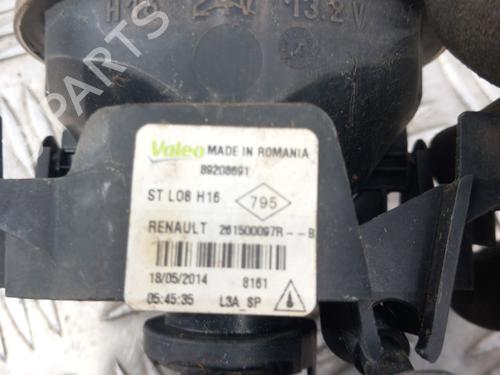 H16 13.2V
PARTS
Valeo MADE IN ROMANIA
89208691
ST L08 H16 795
RENAULT 261500097R--B
18/05/2014 8161
05:45:35 L3A_SP